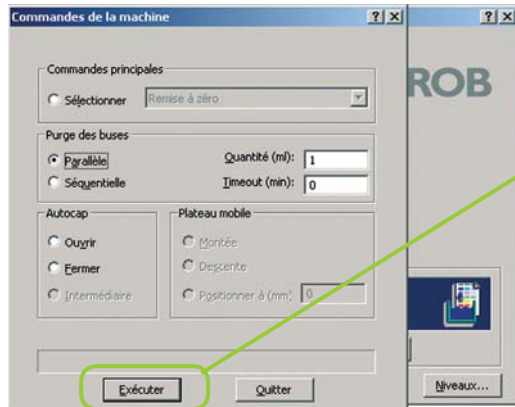 Commandes de la machine
Commandes principales
Sélectionner Remise à zéro
Purge des buses
Parallèle Quantité (ml): 1
Séquentielle Timeout (min): 0
Autocap Plateau mobile
Ouvrir Montée
Fermer Descente
Intermédiaire Positionner à (mm) 0
Exécuter Quitter
ROB
Niveaux...